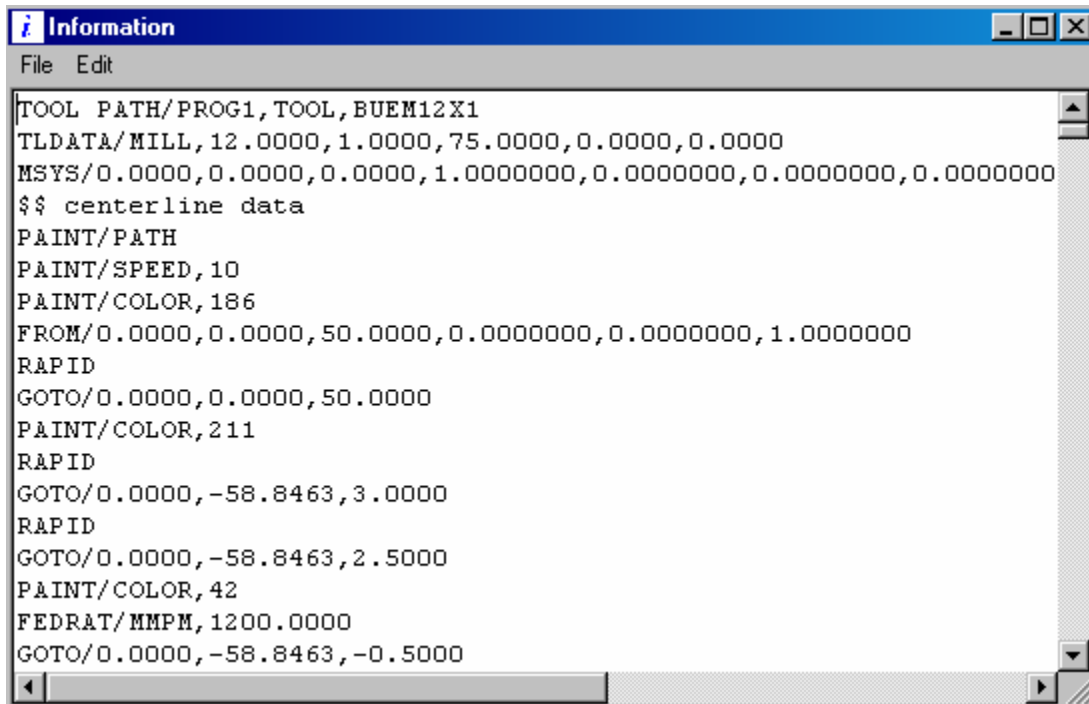 i Information
File Edit
TOOL PATH/PROG1,TOOL,BUEM12X1
TLDATA/MILL,12.0000,1.0000,75.0000,0.0000,0.0000
MSYS/0.0000,0.0000,0.0000,1.0000000,0.0000000,0.0000000,0.0000000
$$ centerline data
PAINT/PATH
PAINT/SPEED,10
PAINT/COLOR,186
FROM/0.0000,0.0000,50.0000,0.0000000,0.0000000,1.0000000
RAPID
GOTO/0.0000,0.0000,50.0000
PAINT/COLOR,211
RAPID
GOTO/0.0000,-58.8463,3.0000
RAPID
GOTO/0.0000,-58.8463,2.5000
PAINT/COLOR,42
FEDRAT/MMPM,1200.0000
GOTO/0.0000,-58.8463,-0.5000